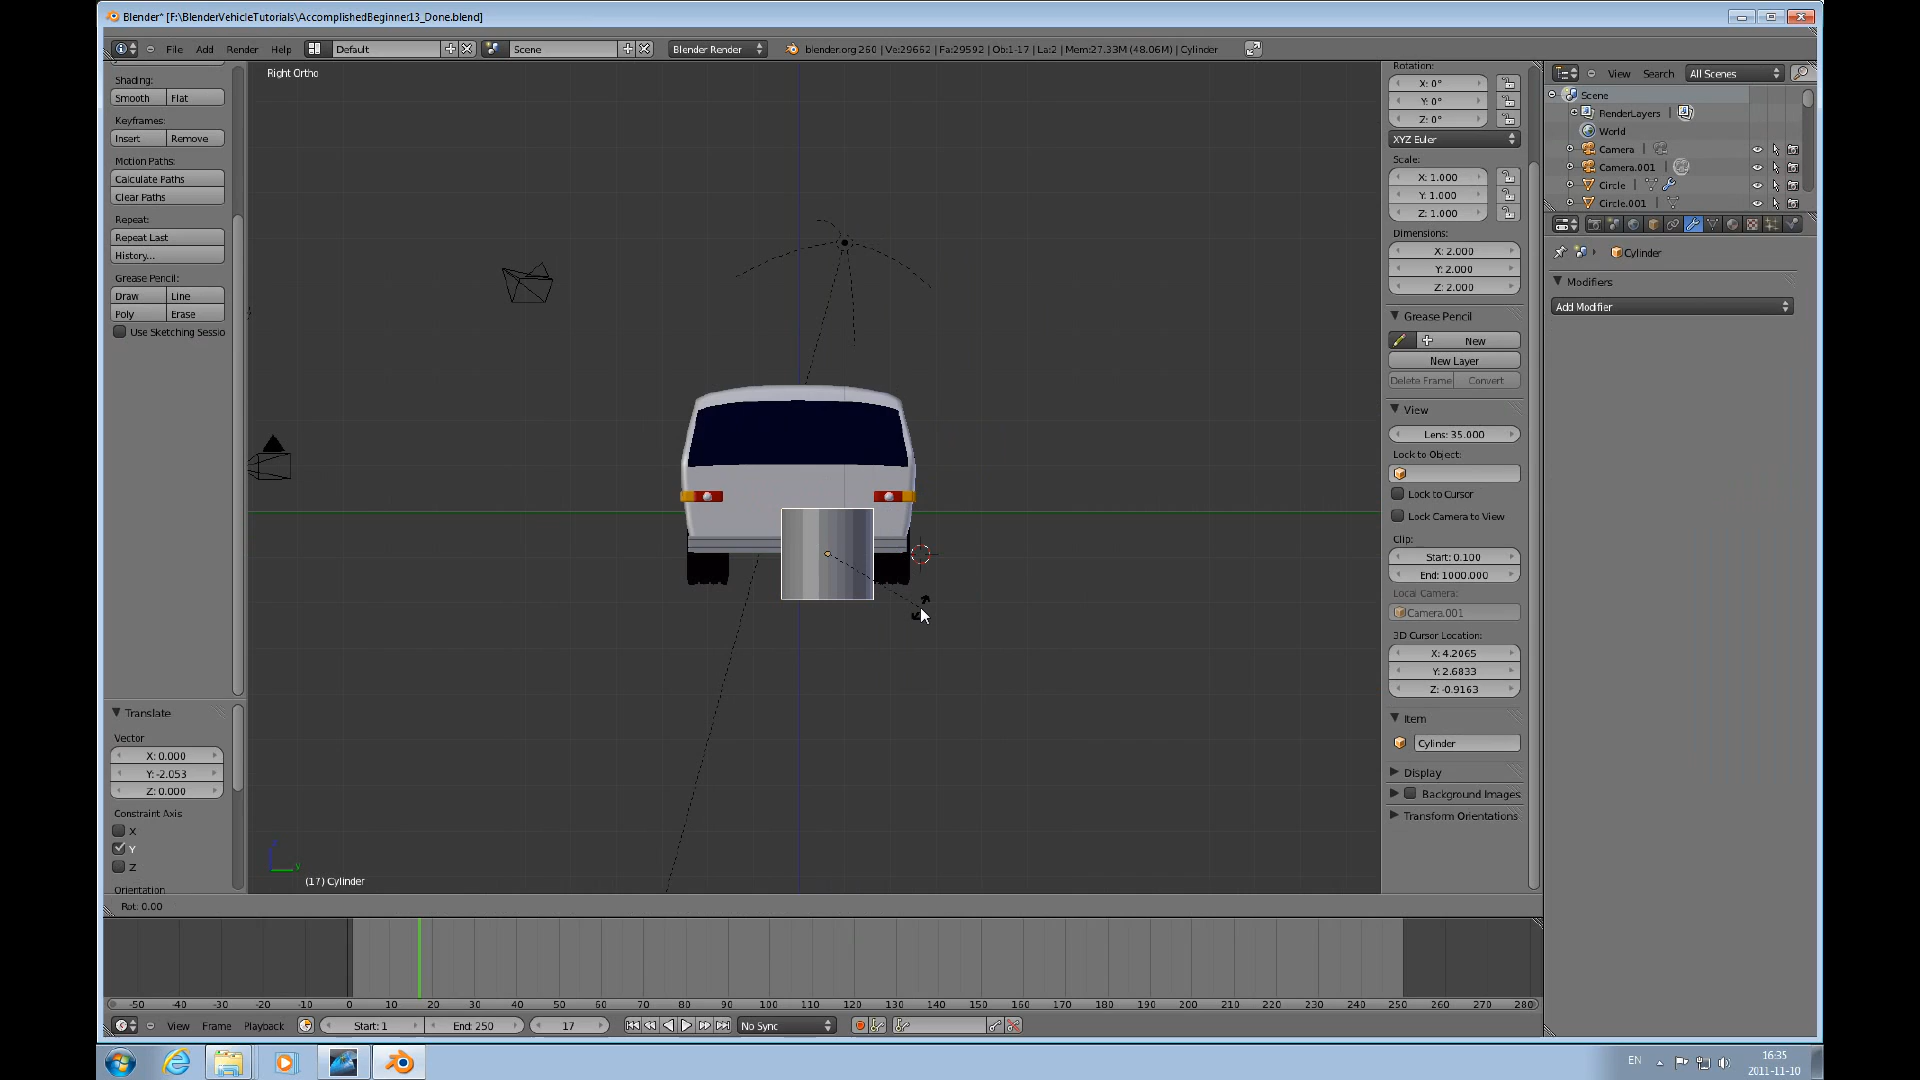 Blender* [F:\BlenderVehicleTutorials\AccomplishedBeginner13_Done.blend]
File Add Render Help Default Scene Blender Render blender.org 260 | Ve:29662 | Fa:29592 | Ob:1-17 | La:2 | Mem:27.33M (48.06M) | Cylinder
Shading:
Smooth Flat
Keyframes:
Insert Remove
Motion Paths:
Calculate Paths
Clear Paths
Repeat:
Repeat Last
History...
Grease Pencil:
Draw Line
Poly Erase
Use Sketching Sessio
Translate
Vector
X: 0.000
Y: -2.053
Z: 0.000
Constraint Axis
X
Y
Z
Orientation
Right Ortho
(17) Cylinder
Rot: 0.00
Rotation:
X: 0°
Y: 0°
Z: 0°
XYZ Euler
Scale:
X: 1.000
Y: 1.000
Z: 1.000
Dimensions:
X: 2.000
Y: 2.000
Z: 2.000
Grease Pencil
New
New Layer
Delete Frame Convert
View
Lens: 35.000
Lock to Object:
Lock to Cursor
Lock Camera to View
Clip:
Start: 0.100
End: 1000.000
Local Camera:
Camera.001
3D Cursor Location:
X: 4.2065
Y: 2.6833
Z: -0.9163
Item
Cylinder
Display
Background Images
Transform Orientations
View Search All Scenes
Scene
RenderLayers
World
Camera
Camera.001
Circle
Circle.001
Cylinder
Modifiers
Add Modifier
-50 -40 -30 -20 -10 0 10 20 30 40 50 60 70 80 90 100 110 120 130 140 150 160 170 180 190 200 210 220 230 240 250 260 270 280
View Frame Playback Start: 1 End: 250 17 No Sync
EN 16:35
2011-11-10